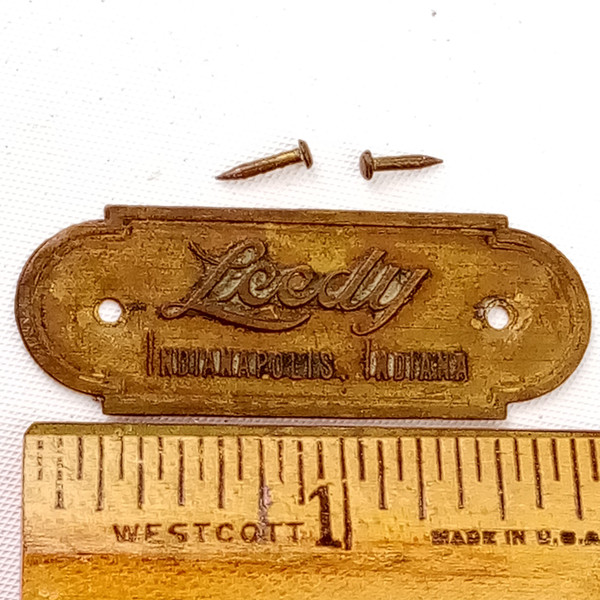 Leedy
INDIANAPOLIS, INDIANA
1
WESTCOTT
MADE IN U.S.A.